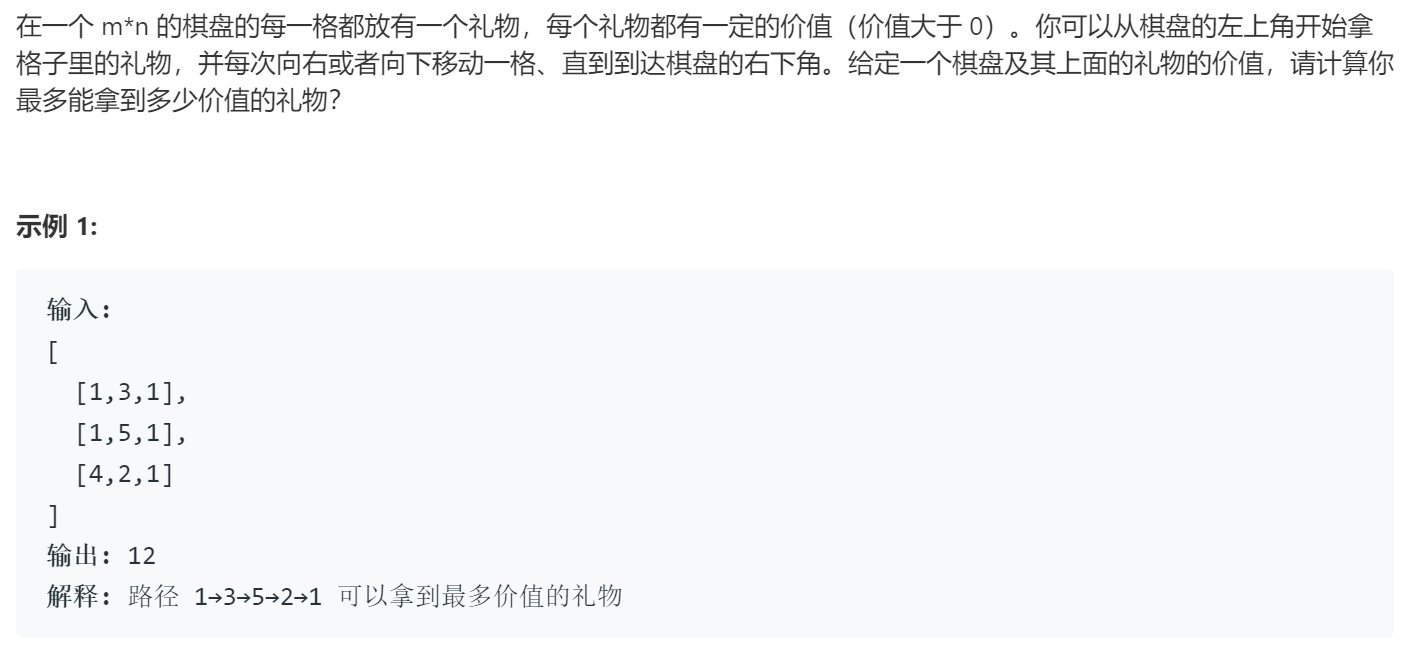 在一个 m*n 的棋盘的每一格都放有一个礼物，每个礼物都有一定的价值（价值大于 0）。你可以从棋盘的左上角开始拿
格子里的礼物，并每次向右或者向下移动一格、直到到达棋盘的右下角。给定一个棋盘及其上面的礼物的价值，请计算你
最多能拿到多少价值的礼物？
示例 1:
输入:
[
  [1,3,1],
  [1,5,1],
  [4,2,1]
]
输出: 12
解释: 路径 1→3→5→2→1 可以拿到最多价值的礼物